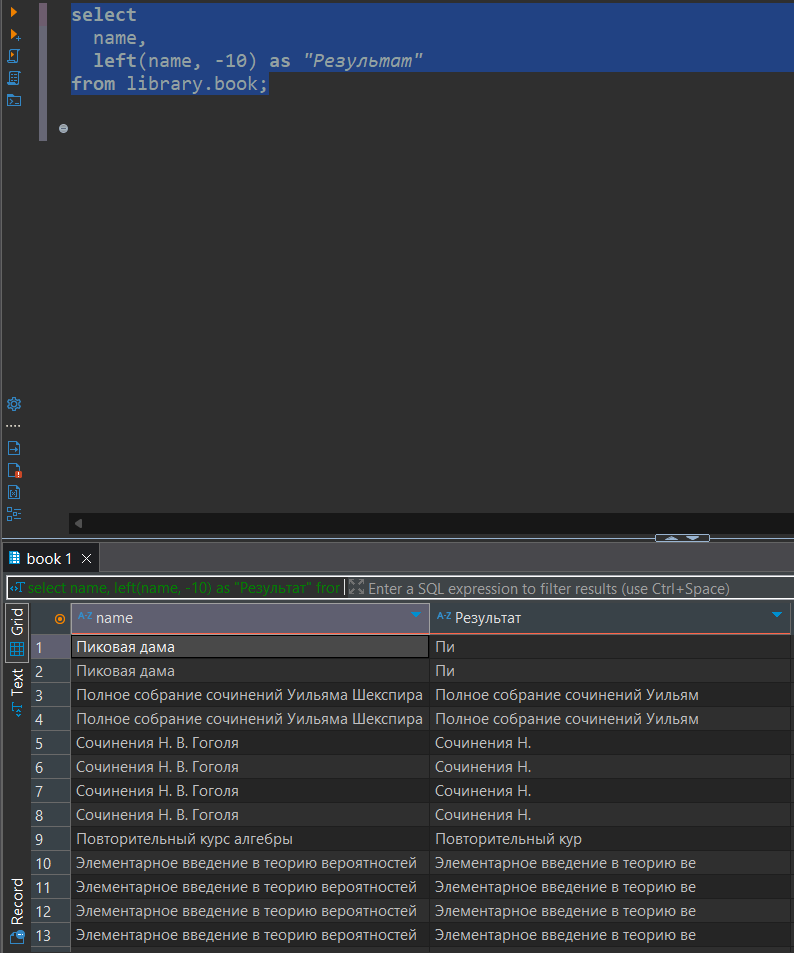 select
name,
left(name, -10) as "Результат"
from library.book;
book 1
select name, left(name, -10) as "Результат" fror
Enter a SQL expression to filter results (use Ctrl+Space)
Grid
Text
Record
A-Z name A-Z Результат
1 Пиковая дама Пи
2 Пиковая дама Пи
3 Полное собрание сочинений Уильяма Шекспира Полное собрание сочинений Уильям
4 Полное собрание сочинений Уильяма Шекспира Полное собрание сочинений Уильям
5 Сочинения Н. В. Гоголя Сочинения Н.
6 Сочинения Н. В. Гоголя Сочинения Н.
7 Сочинения Н. В. Гоголя Сочинения Н.
8 Сочинения Н. В. Гоголя Сочинения Н.
9 Повторительный курс алгебры Повторительный кур
10 Элементарное введение в теорию вероятностей Элементарное введение в теорию ве
11 Элементарное введение в теорию вероятностей Элементарное введение в теорию ве
12 Элементарное введение в теорию вероятностей Элементарное введение в теорию ве
13 Элементарное введение в теорию вероятностей Элементарное введение в теорию ве